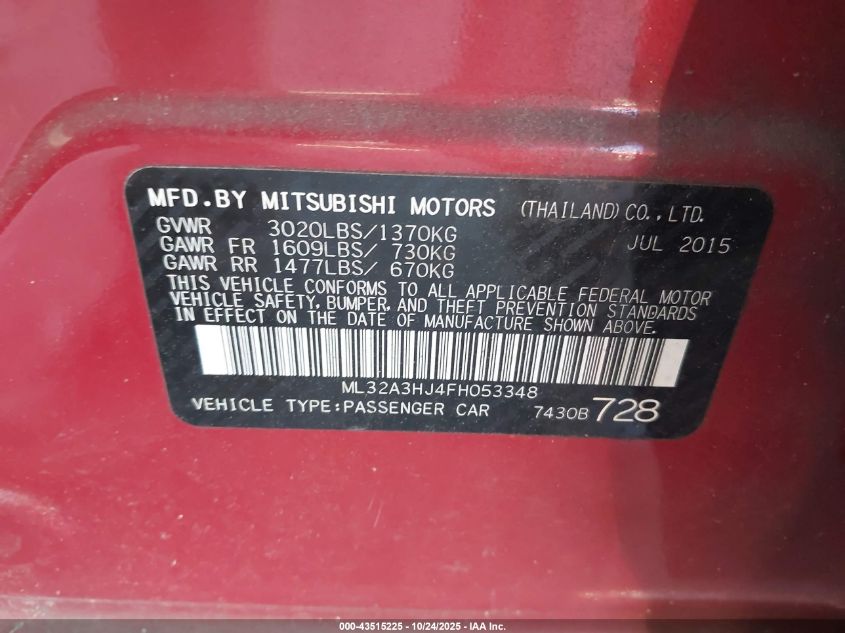 MFD.BY MITSUBISHI MOTORS (THAILAND) CO., LTD.
GVWR 3020LBS/1370KG JUL 2015
GAWR FR 1609LBS/ 730KG
GAWR RR 1477LBS/ 670KG
THIS VEHICLE CONFORMS TO ALL APPLICABLE FEDERAL MOTOR
VEHICLE SAFETY, BUMPER, AND THEFT PREVENTION STANDARDS
IN EFFECT ON THE DATE OF MANUFACTURE SHOWN ABOVE.
ML32A3HJ4FH053348
VEHICLE TYPE:PASSENGER CAR 7430B 728
000-43515225 - 10/24/2025 - IAA Inc.